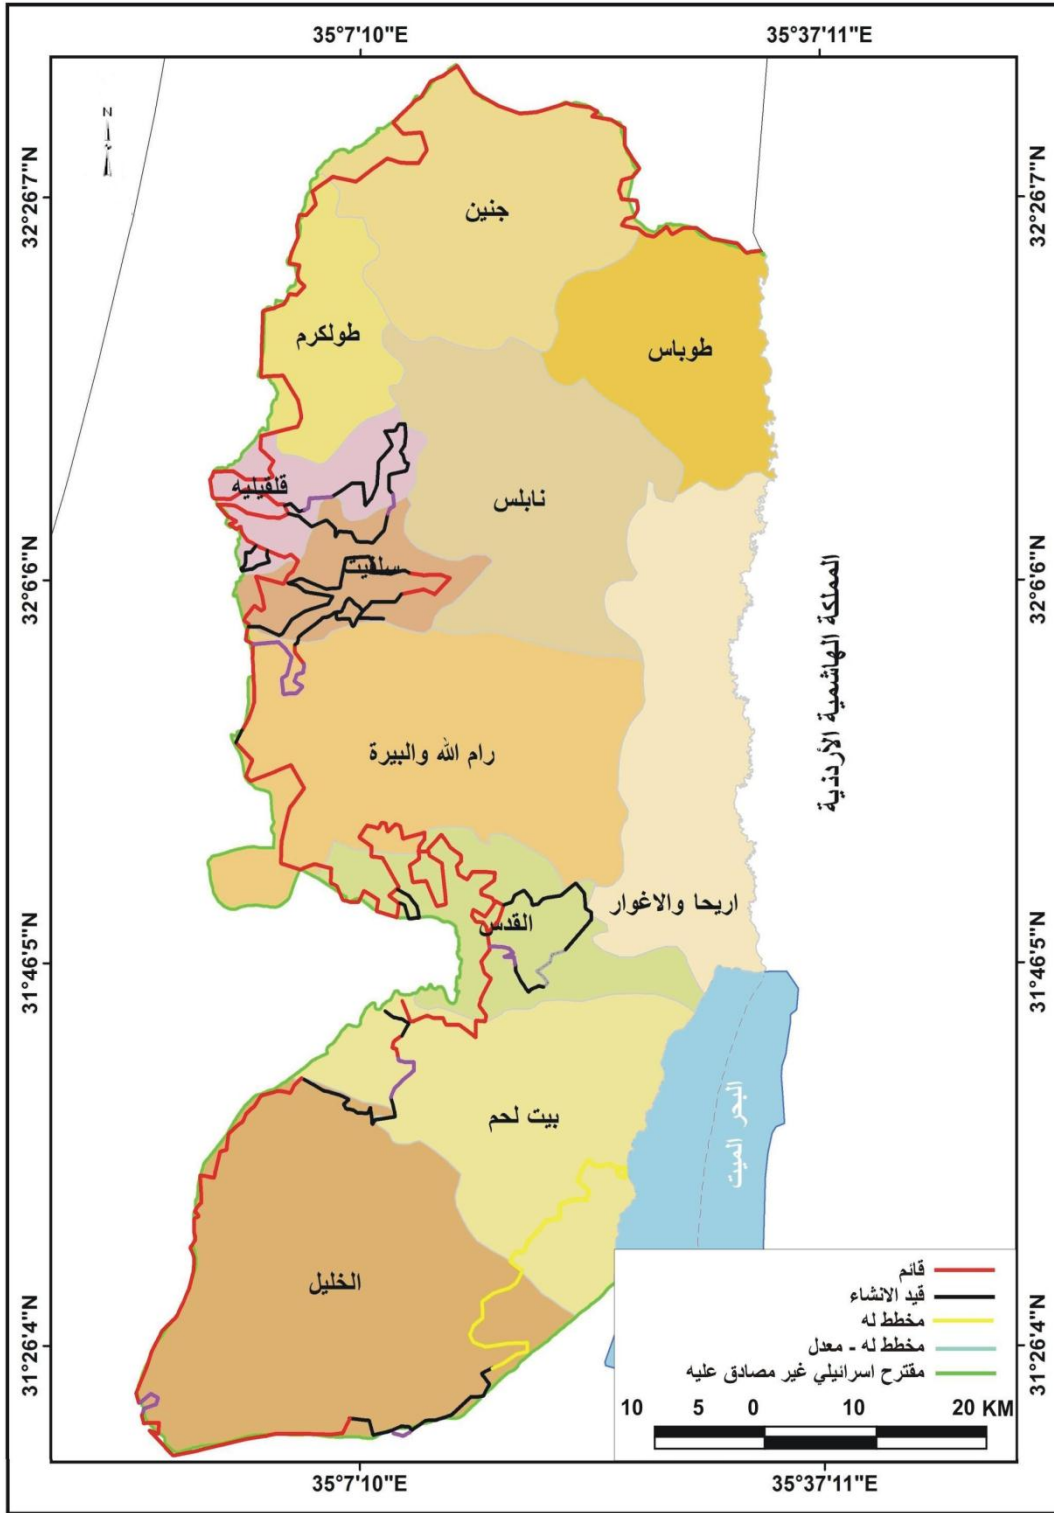 35°7'10"E
35°37'11"E
N
32°26'7"N
32°26'7"N
جنين
طولكرم
طوباس
قلقيليه
نابلس
سلفيت
32°6'6"N
32°6'6"N
المملكة الهاشمية الأردنية
رام الله والبيرة
اريحا والاغوار
القدس
31°46'5"N
31°46'5"N
بيت لحم
البحر الميت
الخليل
31°26'4"N
31°26'4"N
قائم
قيد الانشاء
مخطط له
مخطط له - معدل
مقترح اسرائيلي غير مصادق عليه
10 5 0 10 20 KM
35°7'10"E
35°37'11"E